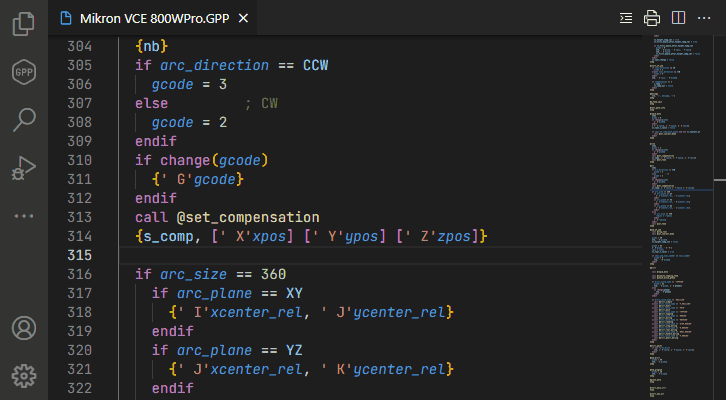 Mikron VCE 800WPro.GPP
GPP
304 {nb}
305 if arc_direction == CCW
306 gcode = 3
307 else ; CW
308 gcode = 2
309 endif
310 if change(gcode)
311 {' G'gcode}
312 endif
313 call @set_compensation
314 {s_comp, [' X'xpos] [' Y'ypos] [' Z'zpos]}
315
316 if arc_size == 360
317 if arc_plane == XY
318 {' I'xcenter_rel, ' J'ycenter_rel}
319 endif
320 if arc_plane == YZ
321 {' J'xcenter_rel, ' K'ycenter_rel}
322 endif